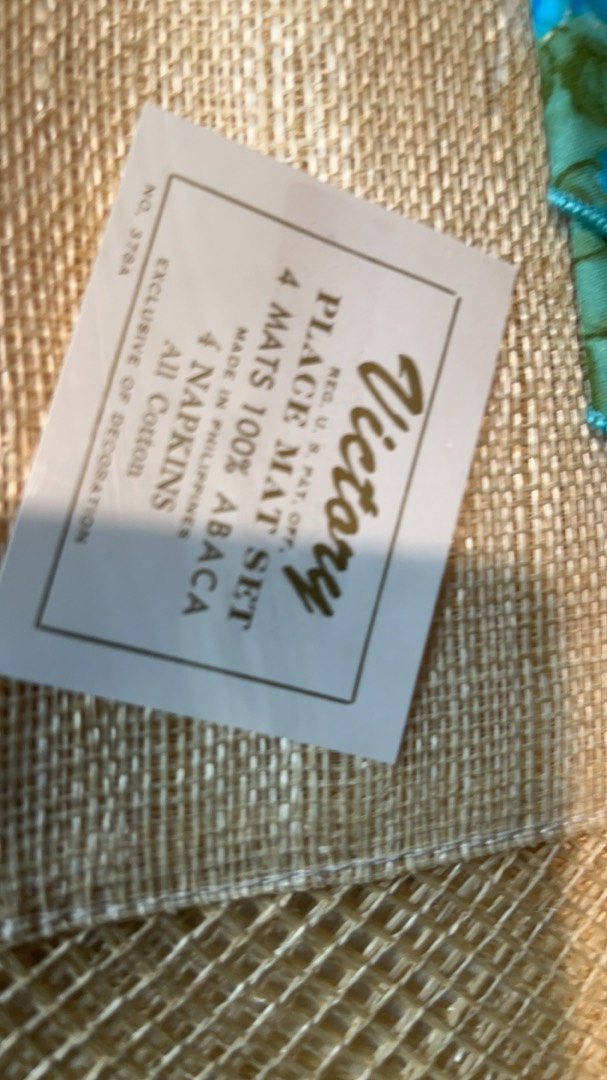 Victory
REG. U. S. PAT. OFF.
PLACE MAT SET
4 MATS 100% ABACA
MADE IN PHILIPPINES
4 NAPKINS
All Cotton
EXCLUSIVE OF DECORATION
NO. 378A